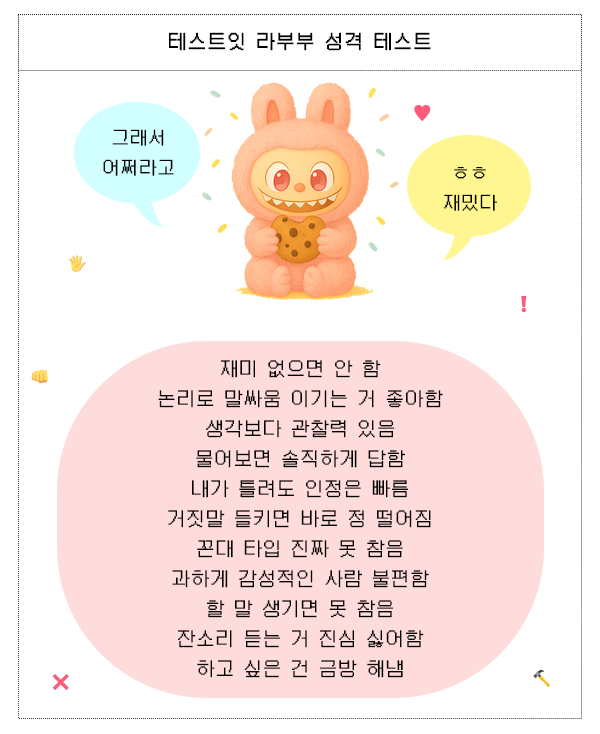 테스트잇 라부부 성격 테스트
그래서
어쩌라고
ㅎㅎ
재밌다
재미 없으면 안 함
논리로 말싸움 이기는 거 좋아함
생각보다 관찰력 있음
물어보면 솔직하게 답함
내가 틀려도 인정은 빠름
거짓말 들키면 바로 정 떨어짐
꼰대 타입 진짜 못 참음
과하게 감성적인 사람 불편함
할 말 생기면 못 참음
잔소리 듣는 거 진심 싫어함
하고 싶은 건 금방 해냄